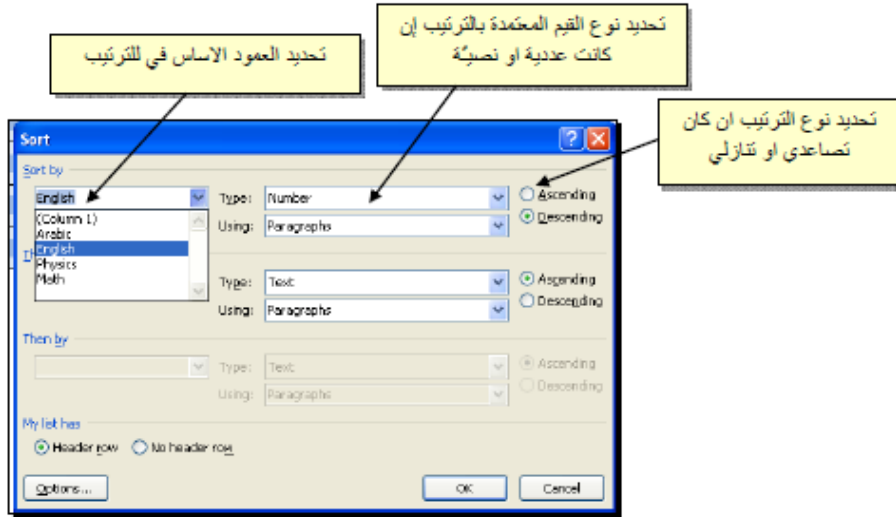 تحديد نوع القيم المعتمدة بالترتيب إن
كانت عددية او نصيّة
تحديد العمود الاساس في للترتيب
تحديد نوع الترتيب ان كان
تصاعدي او تنازلي
Sort
Sort by
English
Type: Number
Ascending
(Column 1)
Using: Paragraphs
Descending
Arabic
English
Physics
Math
Type: Text
Ascending
Using: Paragraphs
Descending
Then by
Type: Text
Ascending
Using: Paragraphs
Descending
My list has
Header row No header row
Options... OK Cancel